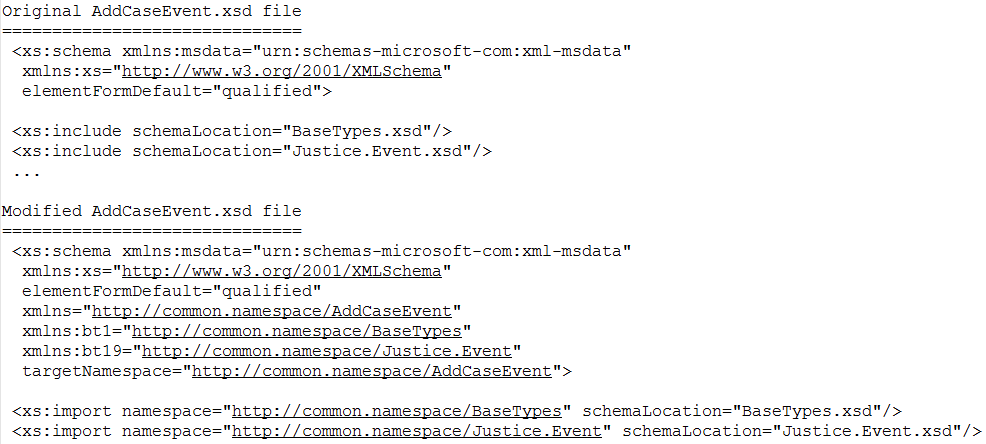 Original AddCaseEvent.xsd file
==============================
<xs:schema xmlns:msdata="urn:schemas-microsoft-com:xml-msdata"
xmlns:xs="http://www.w3.org/2001/XMLSchema"
elementFormDefault="qualified">
<xs:include schemaLocation="BaseTypes.xsd"/>
<xs:include schemaLocation="Justice.Event.xsd"/>
...
Modified AddCaseEvent.xsd file
==============================
<xs:schema xmlns:msdata="urn:schemas-microsoft-com:xml-msdata"
xmlns:xs="http://www.w3.org/2001/XMLSchema"
elementFormDefault="qualified"
xmlns="http://common.namespace/AddCaseEvent"
xmlns:bt1="http://common.namespace/BaseTypes"
xmlns:bt19="http://common.namespace/Justice.Event"
targetNamespace="http://common.namespace/AddCaseEvent">
<xs:import namespace="http://common.namespace/BaseTypes" schemaLocation="BaseTypes.xsd"/>
<xs:import namespace="http://common.namespace/Justice.Event" schemaLocation="Justice.Event.xsd"/>